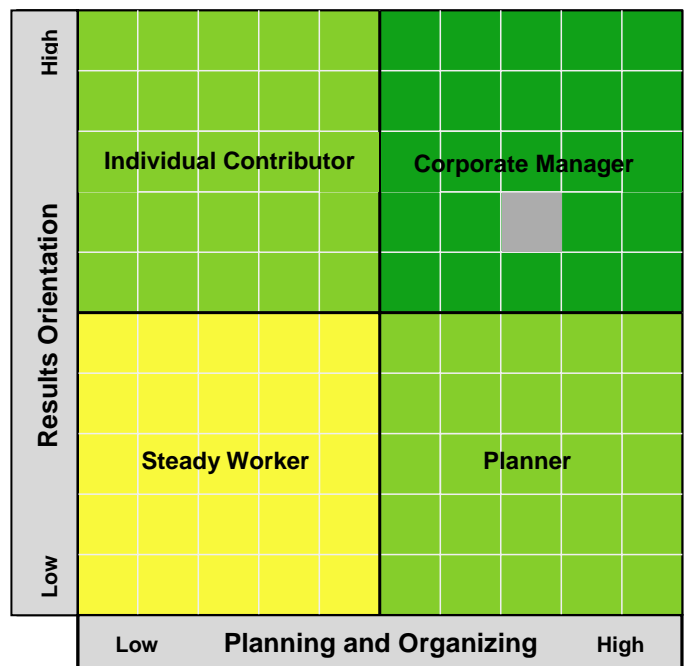 High
Individual Contributor
Corporate Manager
Results Orientation
Steady Worker
Planner
Low
Low
Planning and Organizing
High